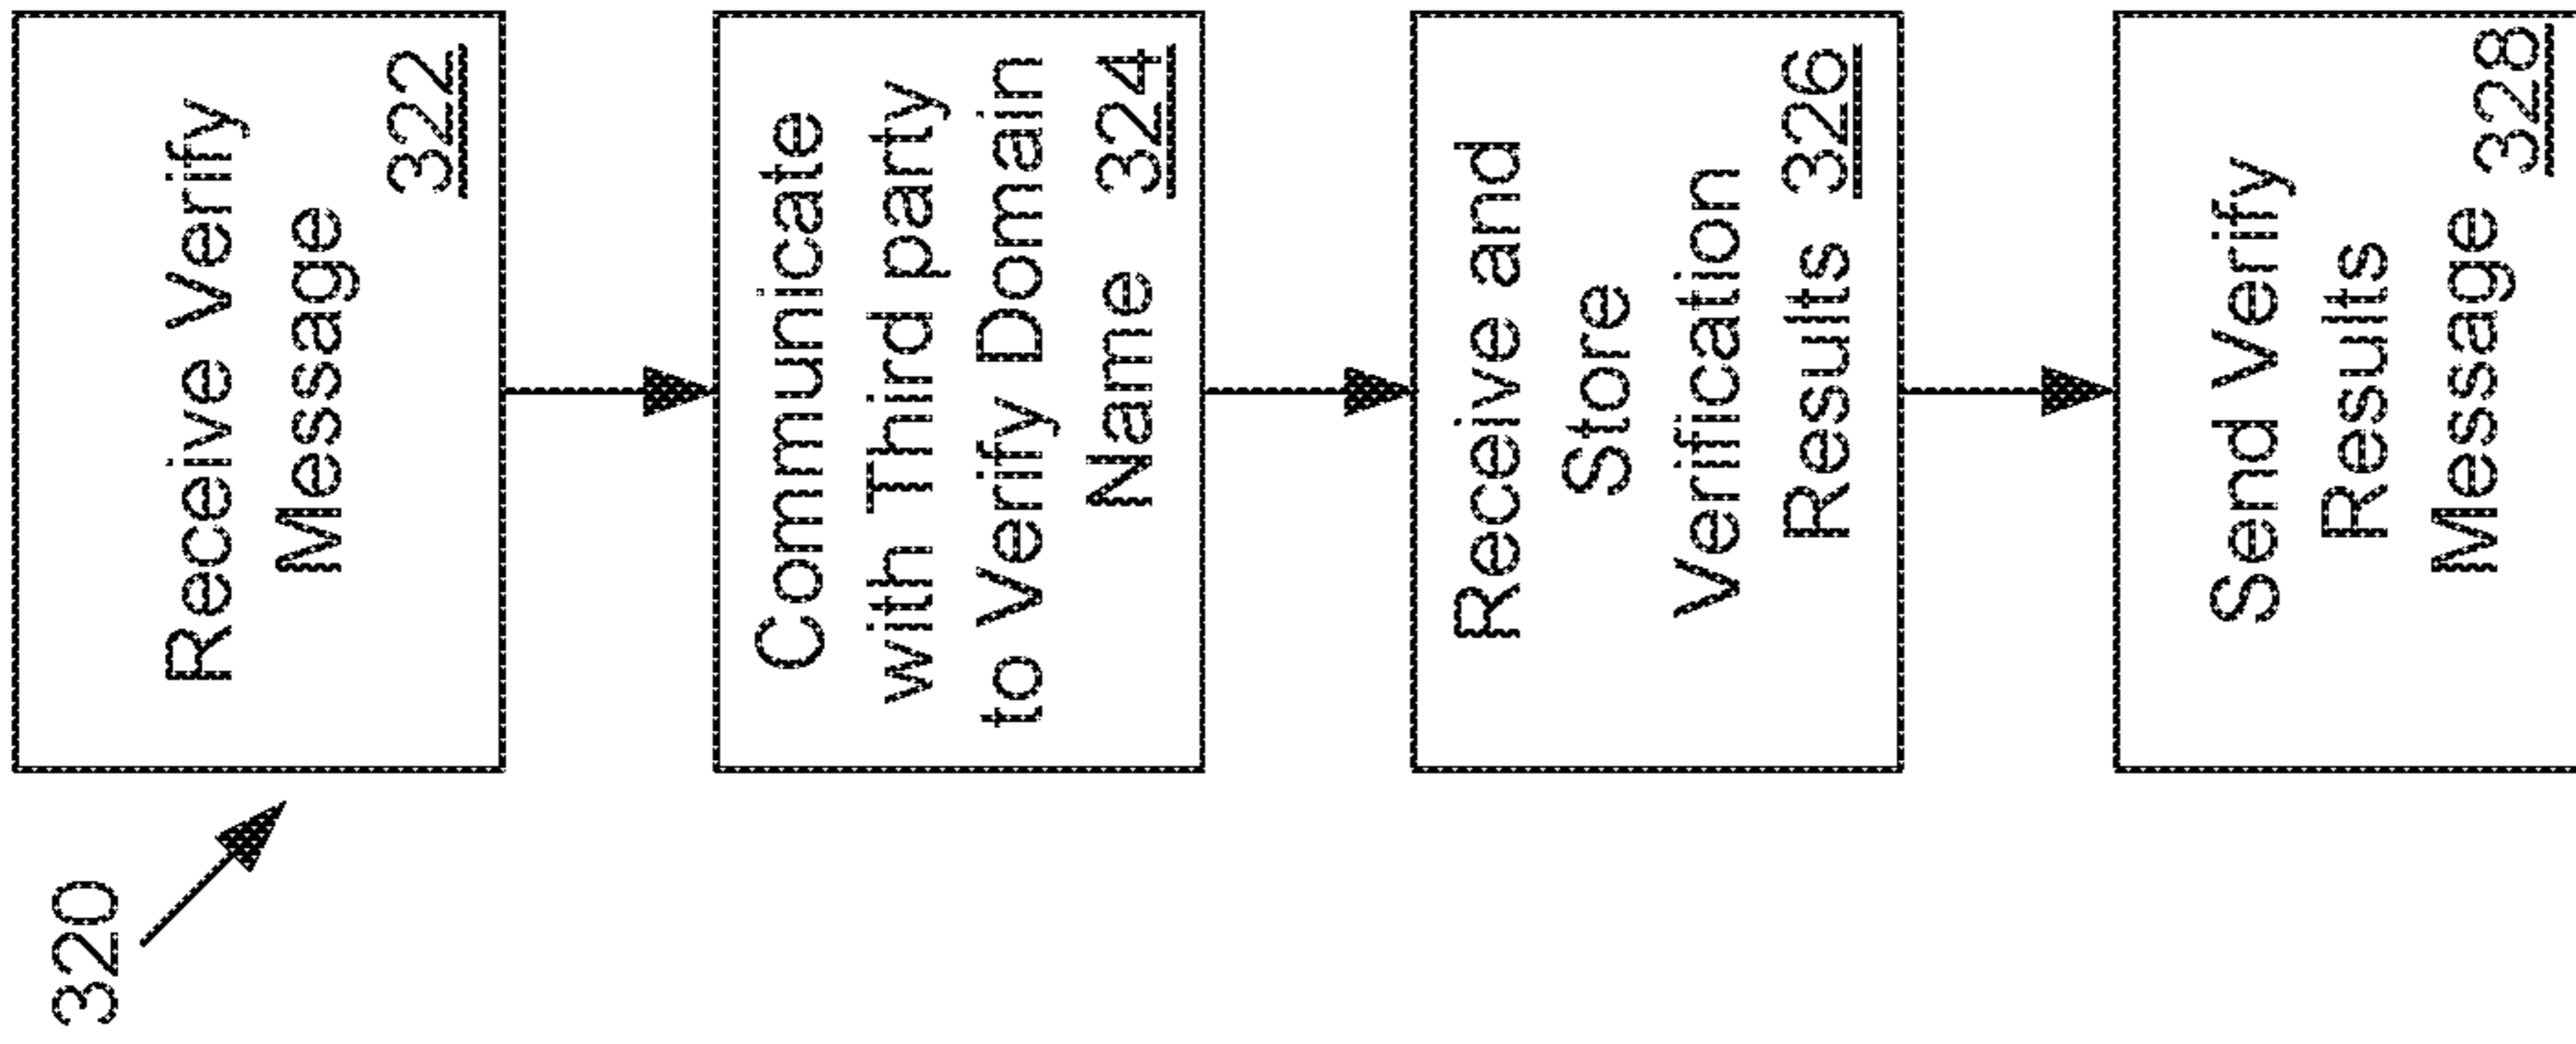 320
Receive Verify
Message
322
Communicate
with Third party
to Verify Domain
Name 324
Receive and
Store
Verification
Results 326
Send Verify
Results
Message 328